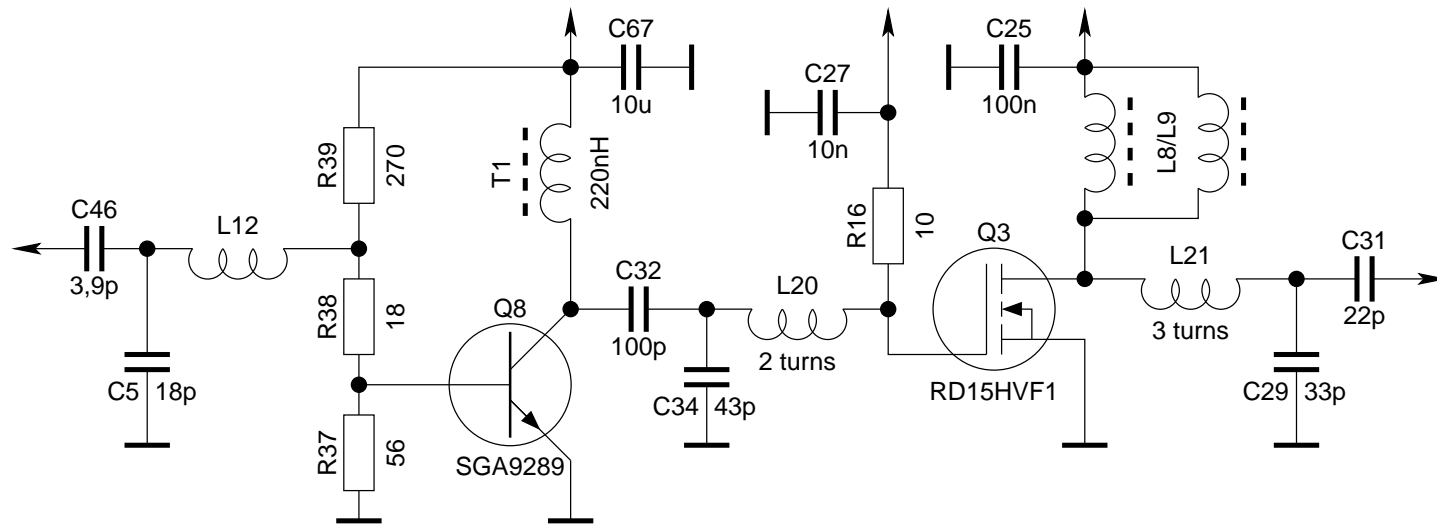 C67
10u
C25
100n
C27
10n
R39
270
T1
220nH
L8/L9
C46
3,9p
L12
R16
10
Q3
C31
22p
C32
100p
L20
2 turns
L21
3 turns
R38
18
Q8
C5
18p
C34
43p
RD15HVF1
C29
33p
R37
56
SGA9289